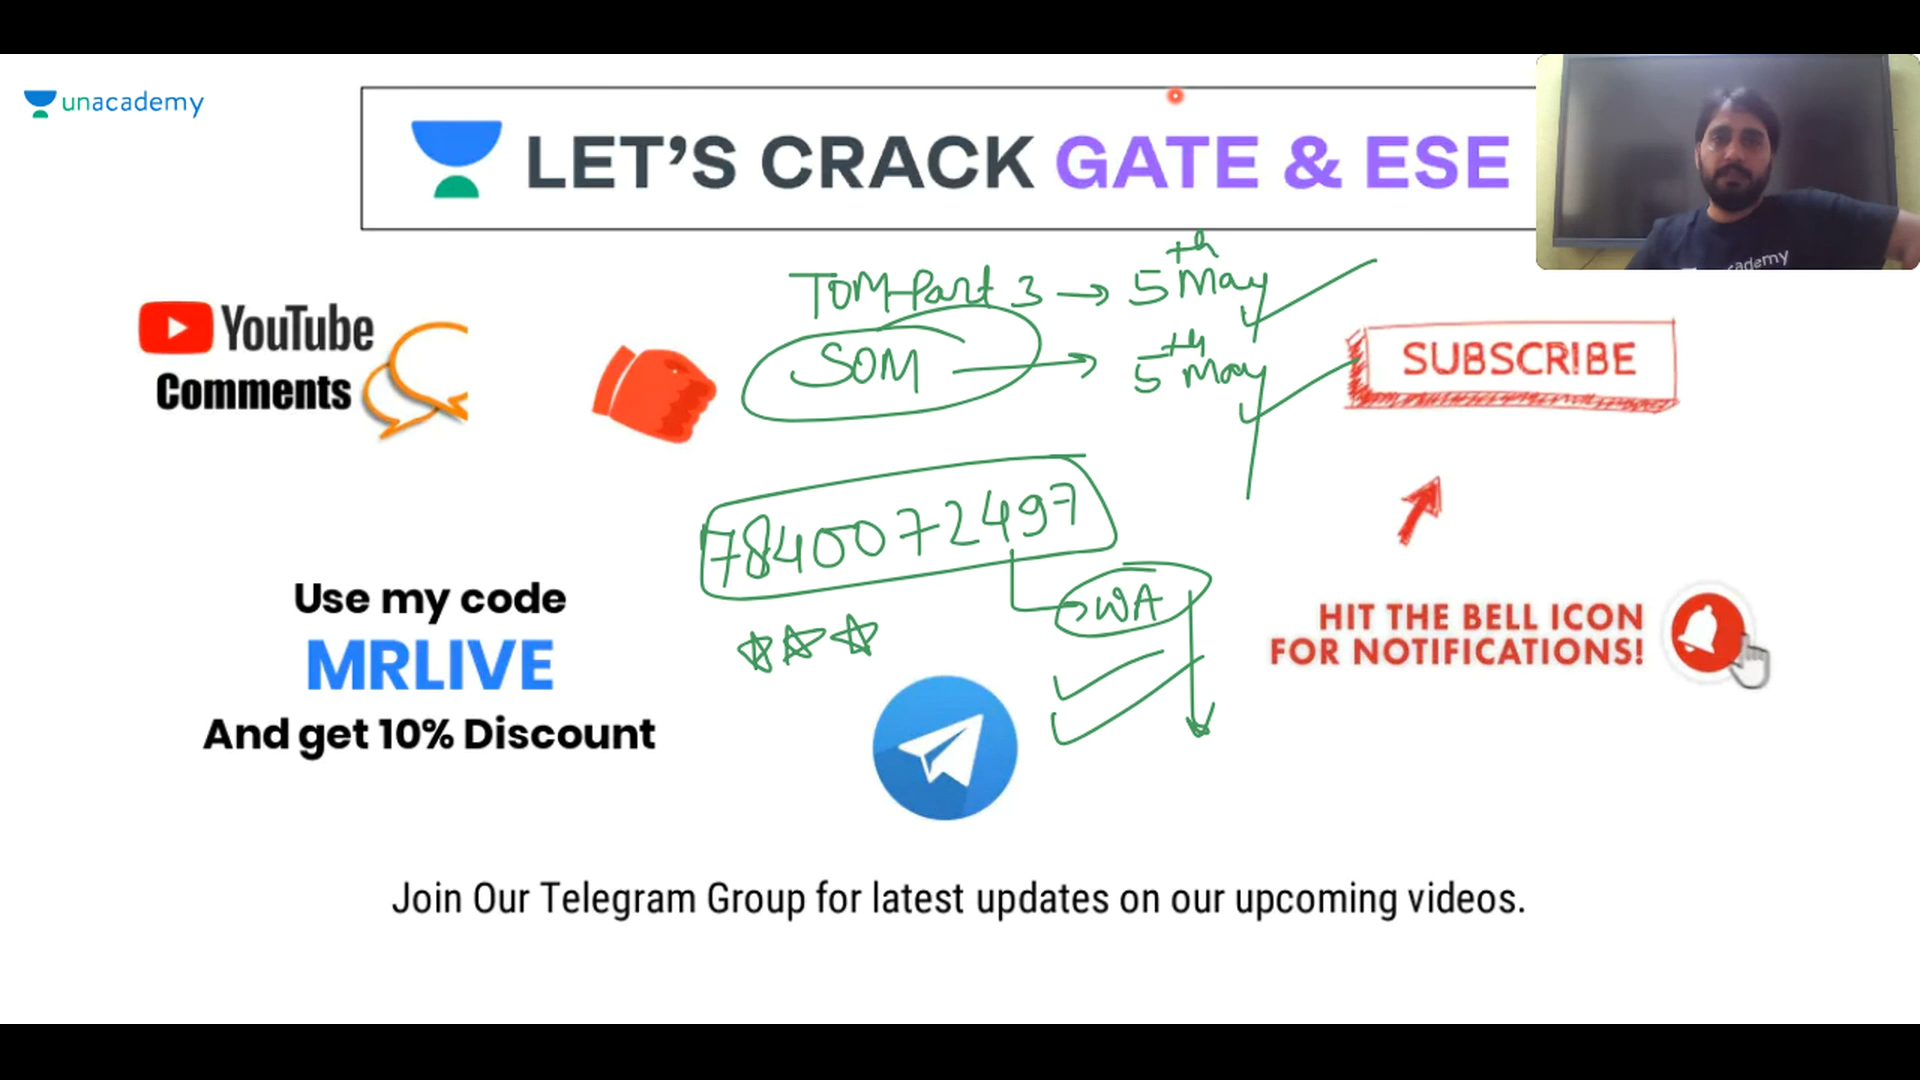 unacademy
LET'S CRACK GATE & ESE
cademy
TOM-Part 3 → 5th May
SOM → 5th May
YouTube
Comments
SUBSCRIBE
7840072497
WA
Use my code
MRLIVE
And get 10% Discount
HIT THE BELL ICON
FOR NOTIFICATIONS!
Join Our Telegram Group for latest updates on our upcoming videos.